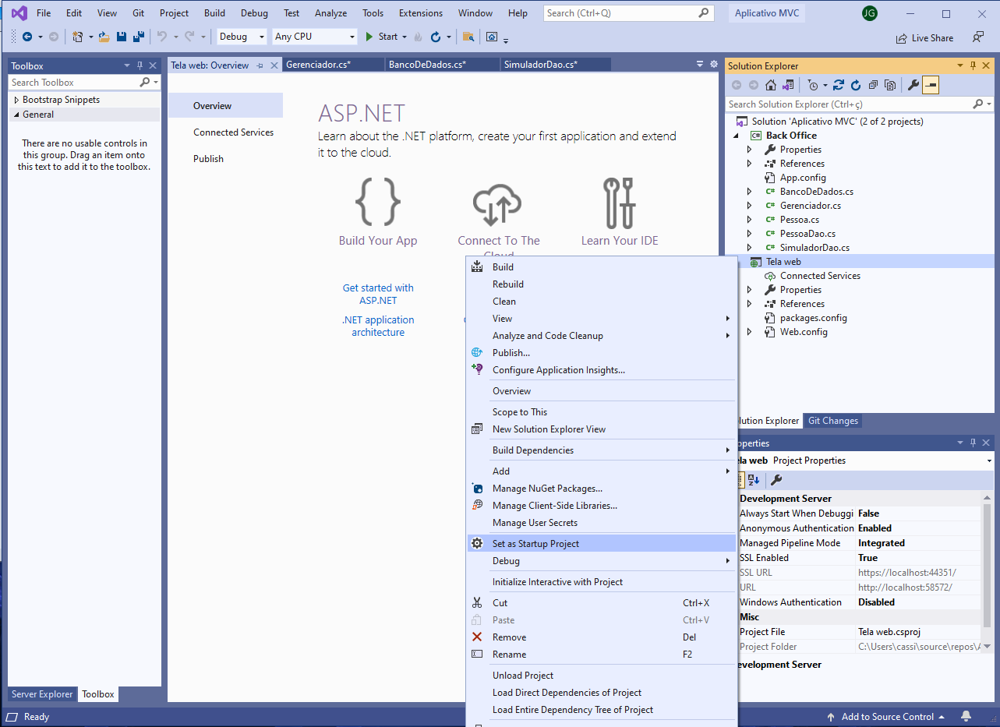 File Edit View Git Project Build Debug Test Analyze Tools Extensions Window Help Search (Ctrl+Q) Aplicativo MVC JG
Debug Any CPU Start Live Share
Toolbox
Search Toolbox
Bootstrap Snippets
General
There are no usable controls in
this group. Drag an item onto
this text to add it to the toolbox.
Server Explorer Toolbox
Tela web: Overview Gerenciador.cs* BancoDeDados.cs* SimuladorDao.cs*
Overview
Connected Services
Publish
ASP.NET
Learn about the .NET platform, create your first application and extend
it to the cloud.
Build Your App
Connect To The
Cloud
Learn Your IDE
Get started with
ASP.NET
.NET application
architecture
Build
Rebuild
Clean
View
Analyze and Code Cleanup
Publish...
Configure Application Insights...
Overview
Scope to This
New Solution Explorer View
Build Dependencies
Add
Manage NuGet Packages...
Manage Client-Side Libraries...
Manage User Secrets
Set as Startup Project
Debug
Initialize Interactive with Project
Cut Ctrl+X
Paste Ctrl+V
Remove Del
Rename F2
Unload Project
Load Direct Dependencies of Project
Load Entire Dependency Tree of Project
Solution Explorer
Search Solution Explorer (Ctrl+ç)
Solution 'Aplicativo MVC' (2 of 2 projects)
C# Back Office
Properties
References
App.config
C# BancoDeDados.cs
C# Gerenciador.cs
C# Pessoa.cs
C# PessoaDao.cs
C# SimuladorDao.cs
Tela web
Connected Services
Properties
References
packages.config
Web.config
lution Explorer Git Changes
operties
ela web Project Properties
Development Server
Always Start When Debuggi False
Anonymous Authentication Enabled
Managed Pipeline Mode Integrated
SSL Enabled True
SSL URL https://localhost:44351/
URL http://localhost:58572/
Windows Authentication Disabled
Misc
Project File Tela web.csproj
Project Folder C:\Users\cassi\source\repos\A
evelopment Server
Ready Add to Source Control